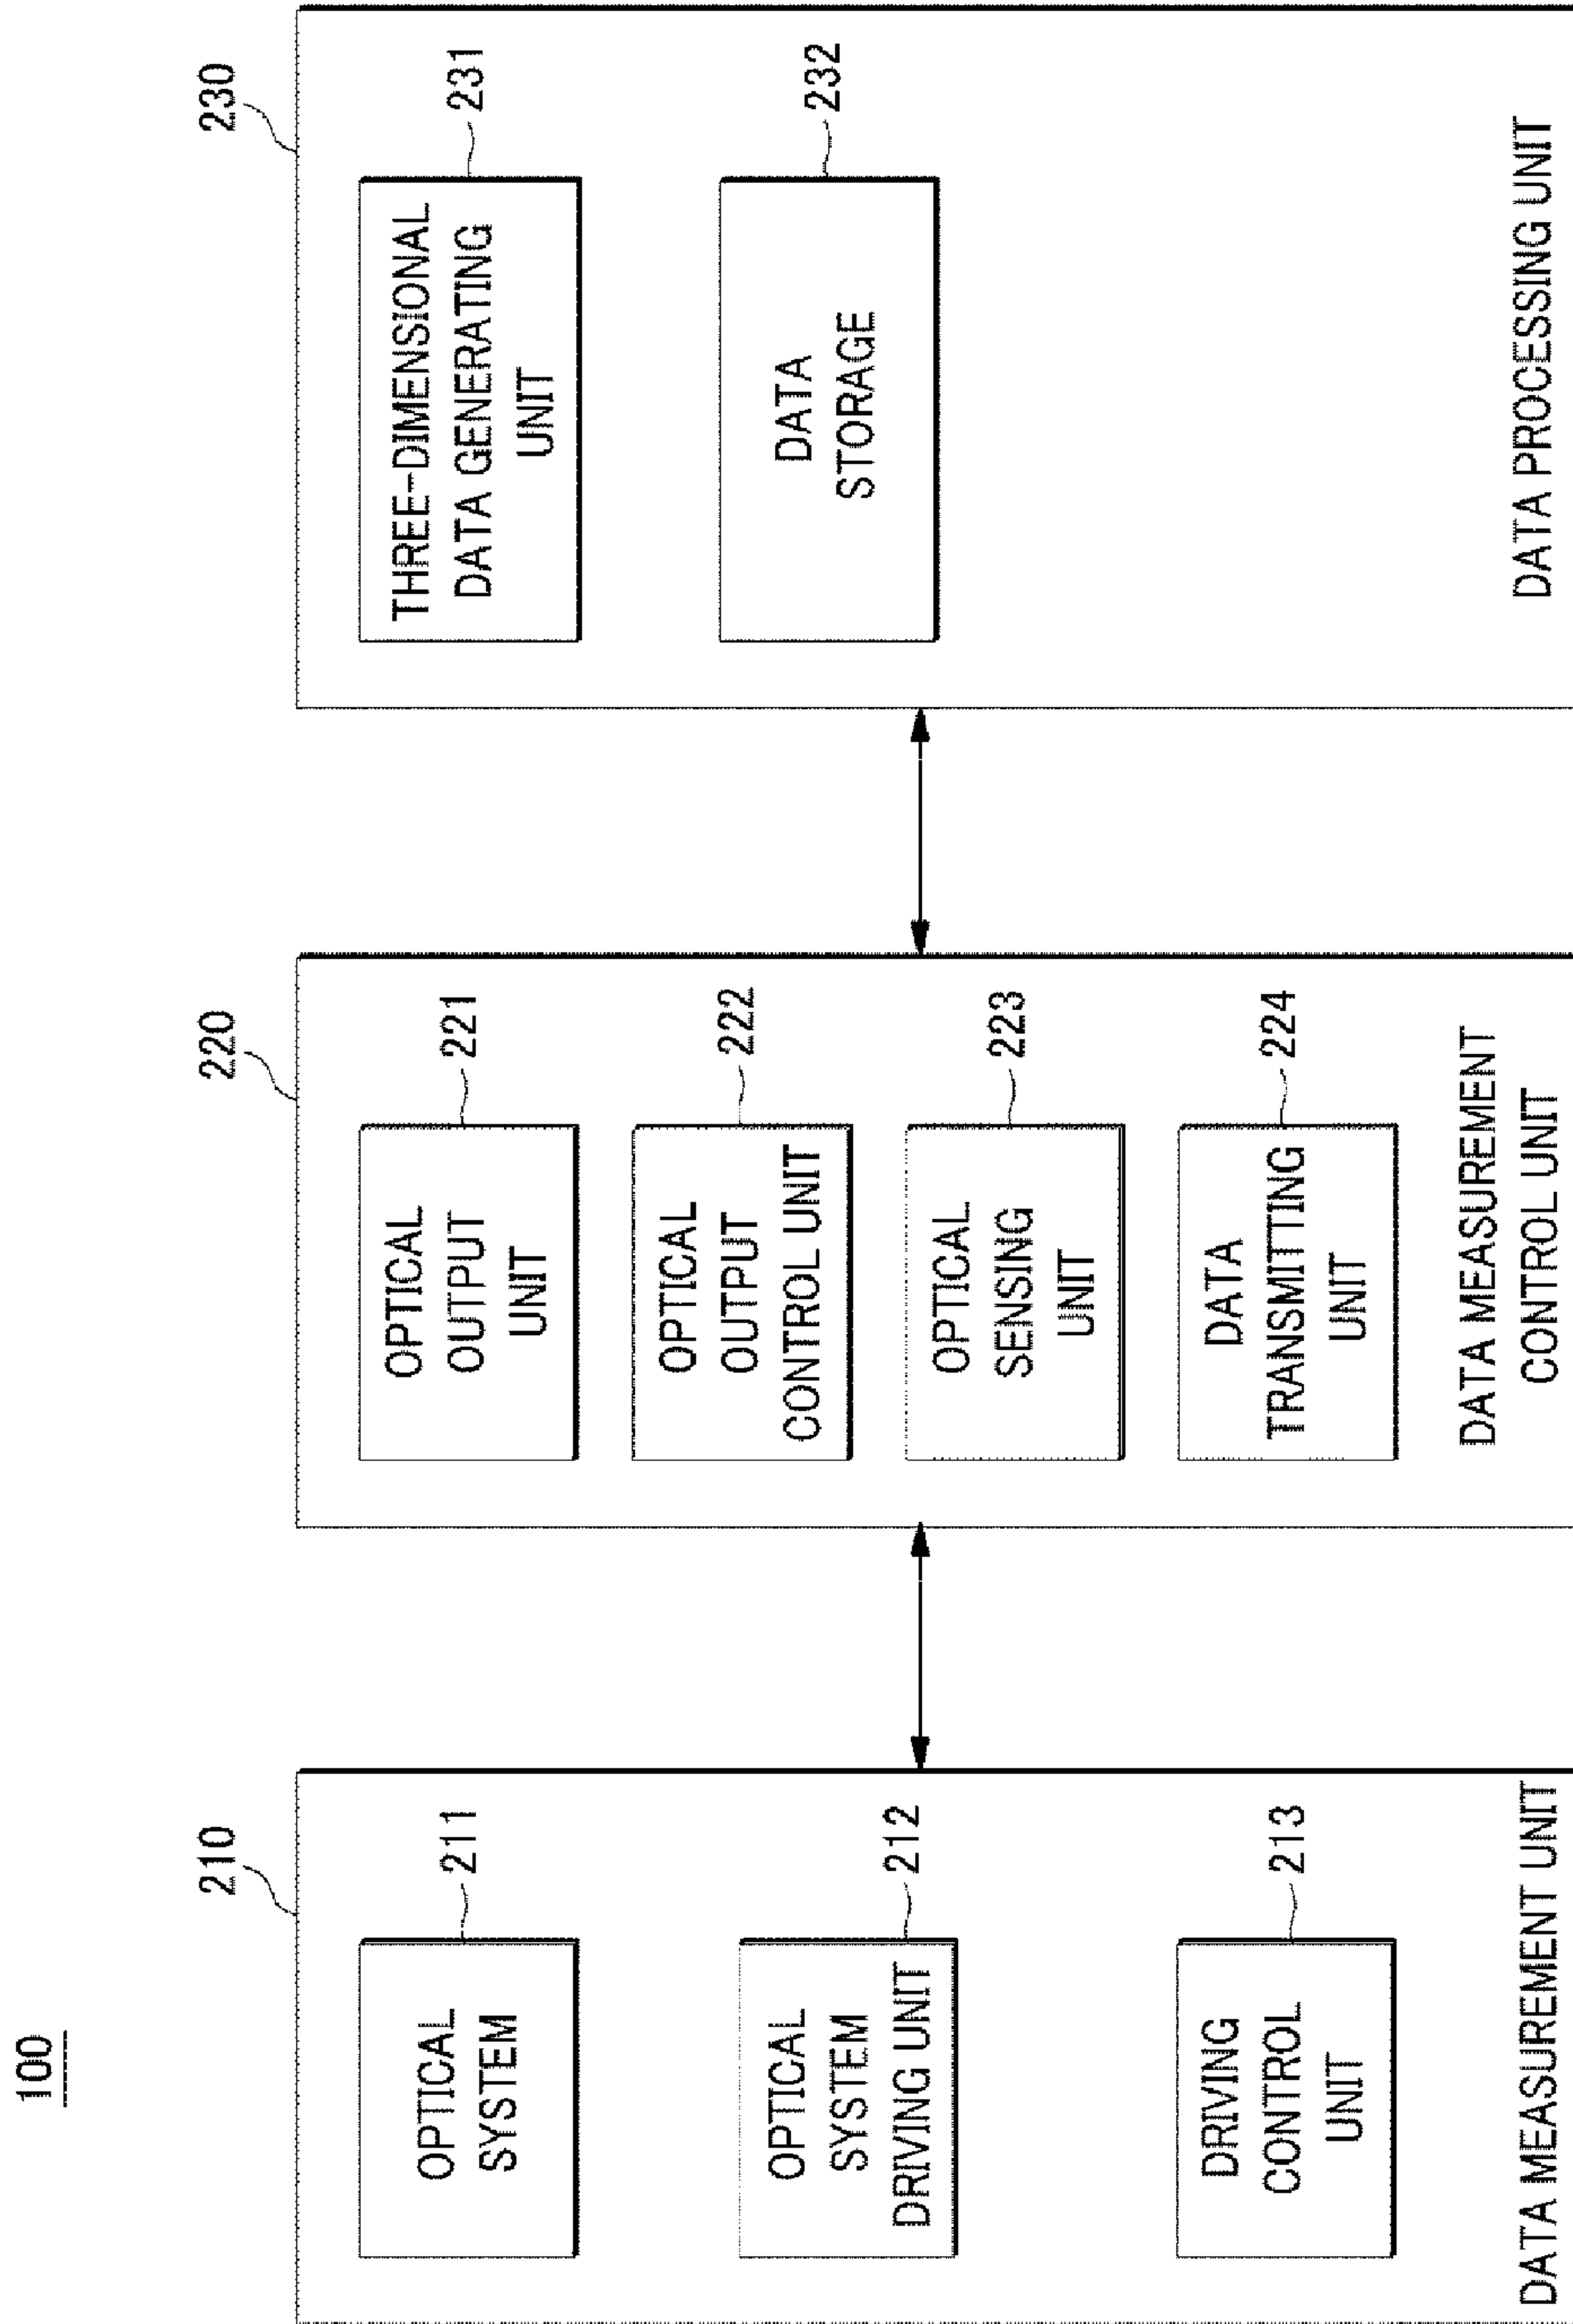 100
210
211
OPTICAL
SYSTEM
212
OPTICAL
SYSTEM
DRIVING UNIT
213
DRIVING
CONTROL
UNIT
DATA MEASUREMENT UNIT
220
221
OPTICAL
OUTPUT
UNIT
222
OPTICAL
OUTPUT
CONTROL UNIT
223
OPTICAL
SENSING
UNIT
224
DATA
TRANSMITTING
UNIT
DATA MEASUREMENT
CONTROL UNIT
230
231
THREE-DIMENSIONAL
DATA GENERATING
UNIT
232
DATA
STORAGE
DATA PROCESSING UNIT